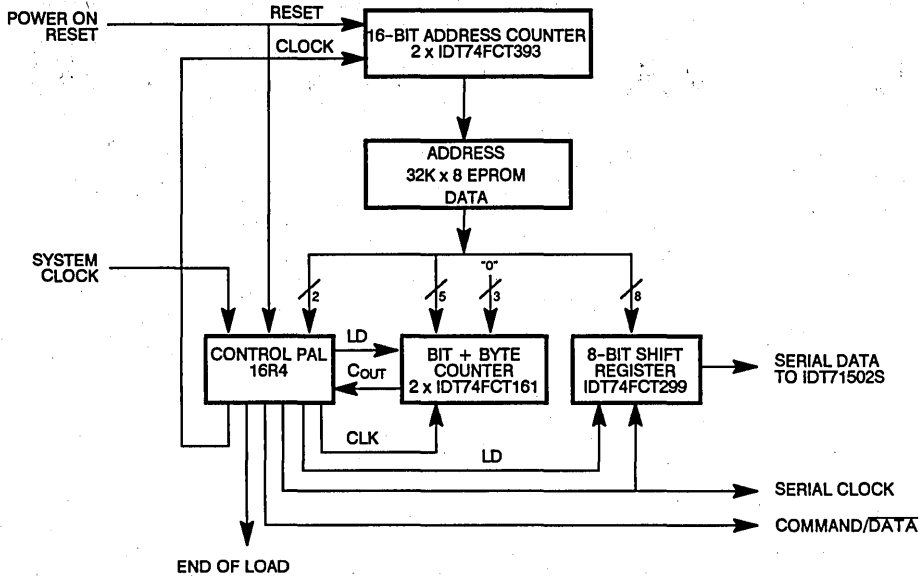 POWER ON
RESET
RESET
CLOCK
16-BIT ADDRESS COUNTER
2 x IDT74FCT393
ADDRESS
32K x 8 EPROM
DATA
SYSTEM
CLOCK
2
5
"0"
3
8
CONTROL PAL
16R4
LD
COUT
BIT + BYTE
COUNTER
2 x IDT74FCT161
8-BIT SHIFT
REGISTER
IDT74FCT299
SERIAL DATA
TO IDT71502S
CLK
LD
SERIAL CLOCK
COMMAND/DATA
END OF LOAD